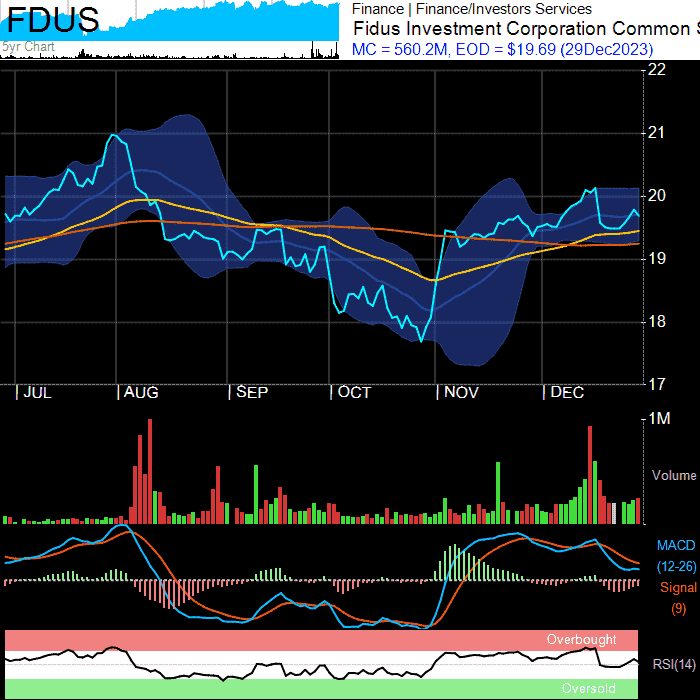 FDUS
5yr Chart
Finance | Finance/Investors Services
Fidus Investment Corporation Common S
MC = 560.2M, EOD = $19.69 (29Dec2023)
22
21
20
19
18
17
| JUL | AUG | SEP | OCT | NOV | DEC
1M
Volume
MACD
(12-26)
Signal
(9)
Overbought
RSI(14)
Oversold